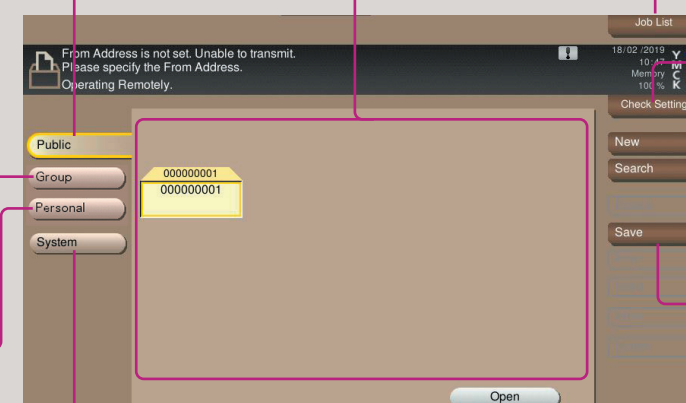 Job List
From Address is not set. Unable to transmit.
Please specify the From Address.
Operating Remotely.
18/02 /2019
10:47
Memory
100 %
Y
M
C
K
Check Setting
Public
Group
Personal
System
000000001
000000001
New
Search
Save
Open